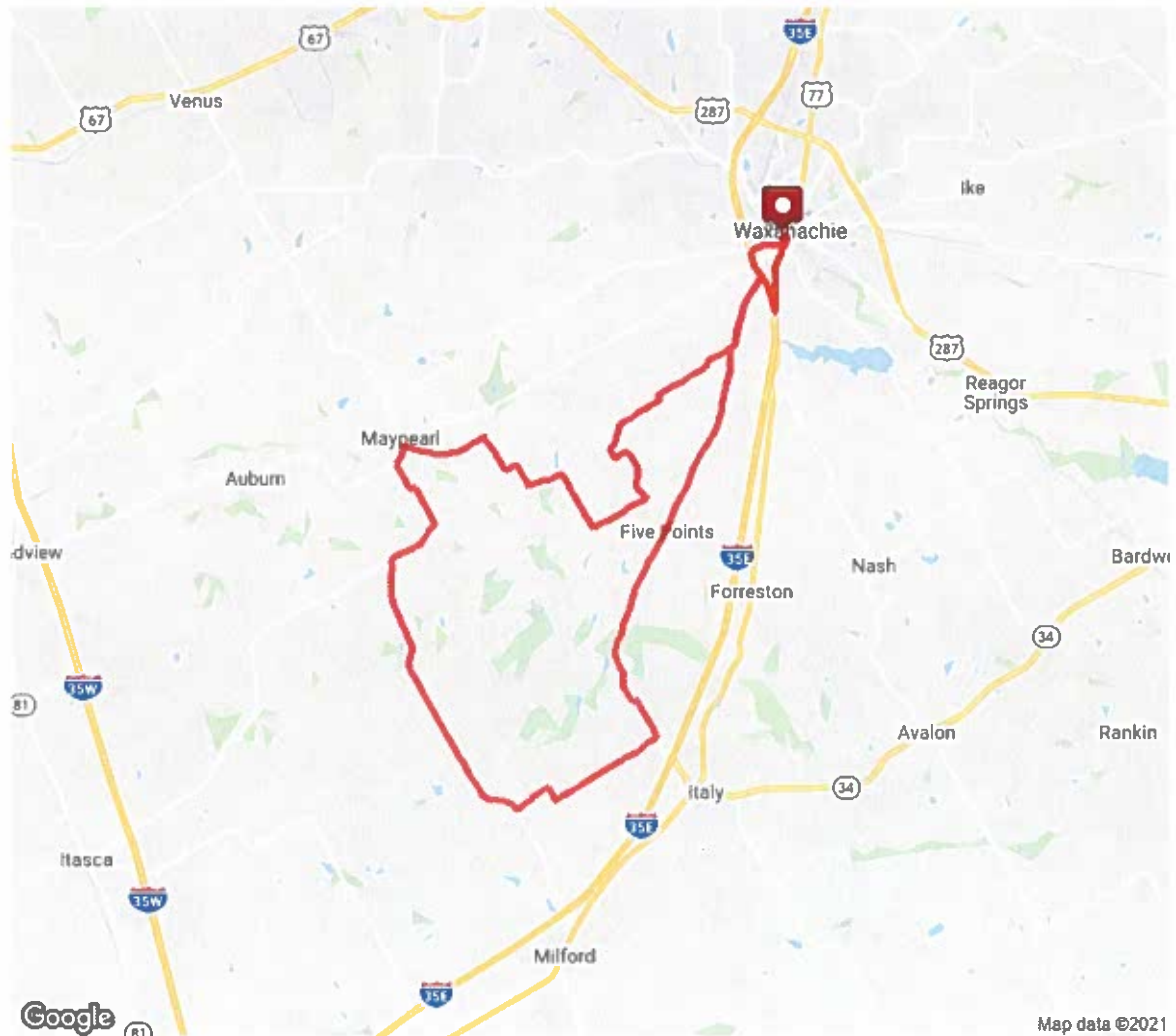 67
35E
77
67
Venus
287
Ike
Waxahachie
287
Reagor
Springs
Maypearl
Auburn
Five Points
dview
35E
Nash
Bardwe
Forreston
34
35W
81
Avalon
Rankin
Italy
34
35E
Itasca
35W
Milford
35E
Google
81
Map data ©2021